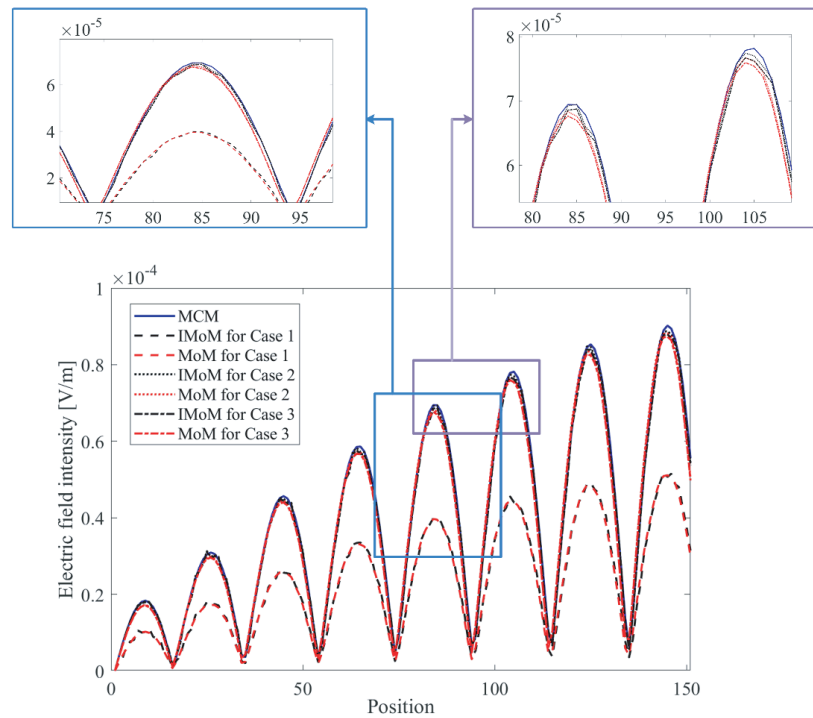 ×10⁻⁵
6
4
2
75 80 85 90 95
8 ×10⁻⁵
7
6
80 85 90 95 100 105
×10⁻⁴
1
0.8
0.6
0.4
0.2
0
Electric field intensity [V/m]
MCM
IMoM for Case 1
MoM for Case 1
IMoM for Case 2
MoM for Case 2
IMoM for Case 3
MoM for Case 3
0 50 100 150
Position